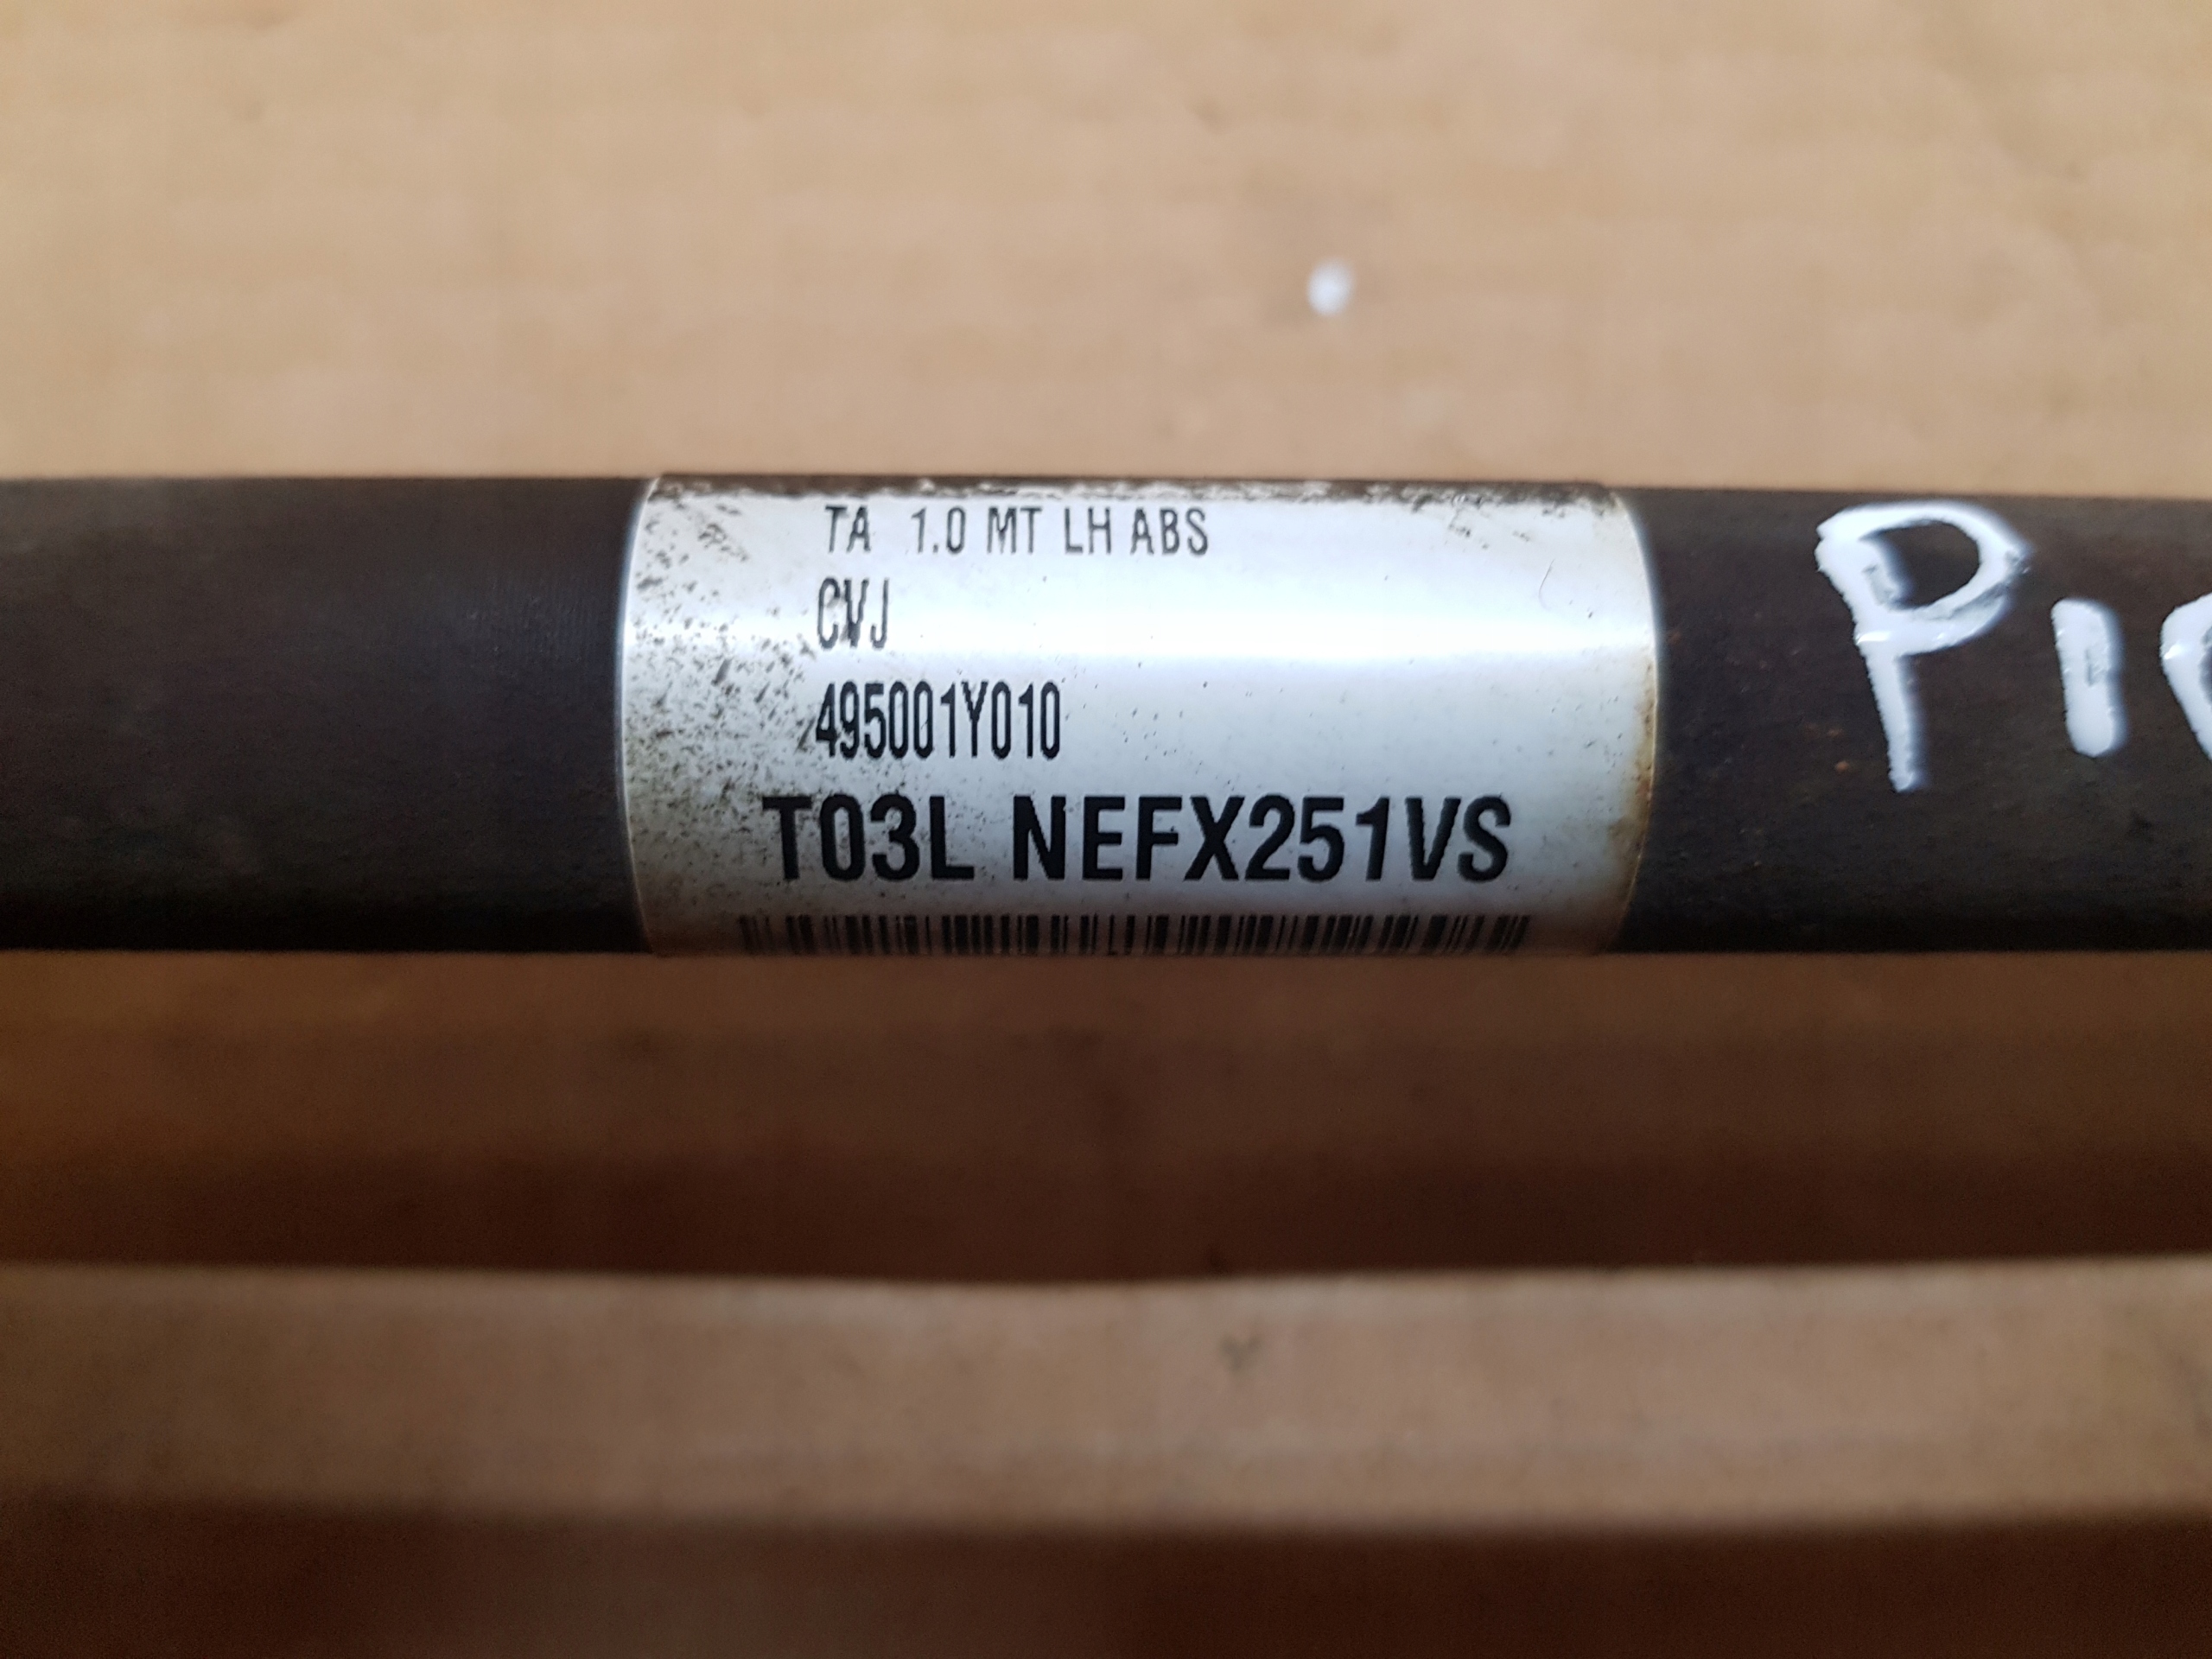 TA 1.0 MT LH ABS
CVJ
495001Y010
T03L NEFX251VS